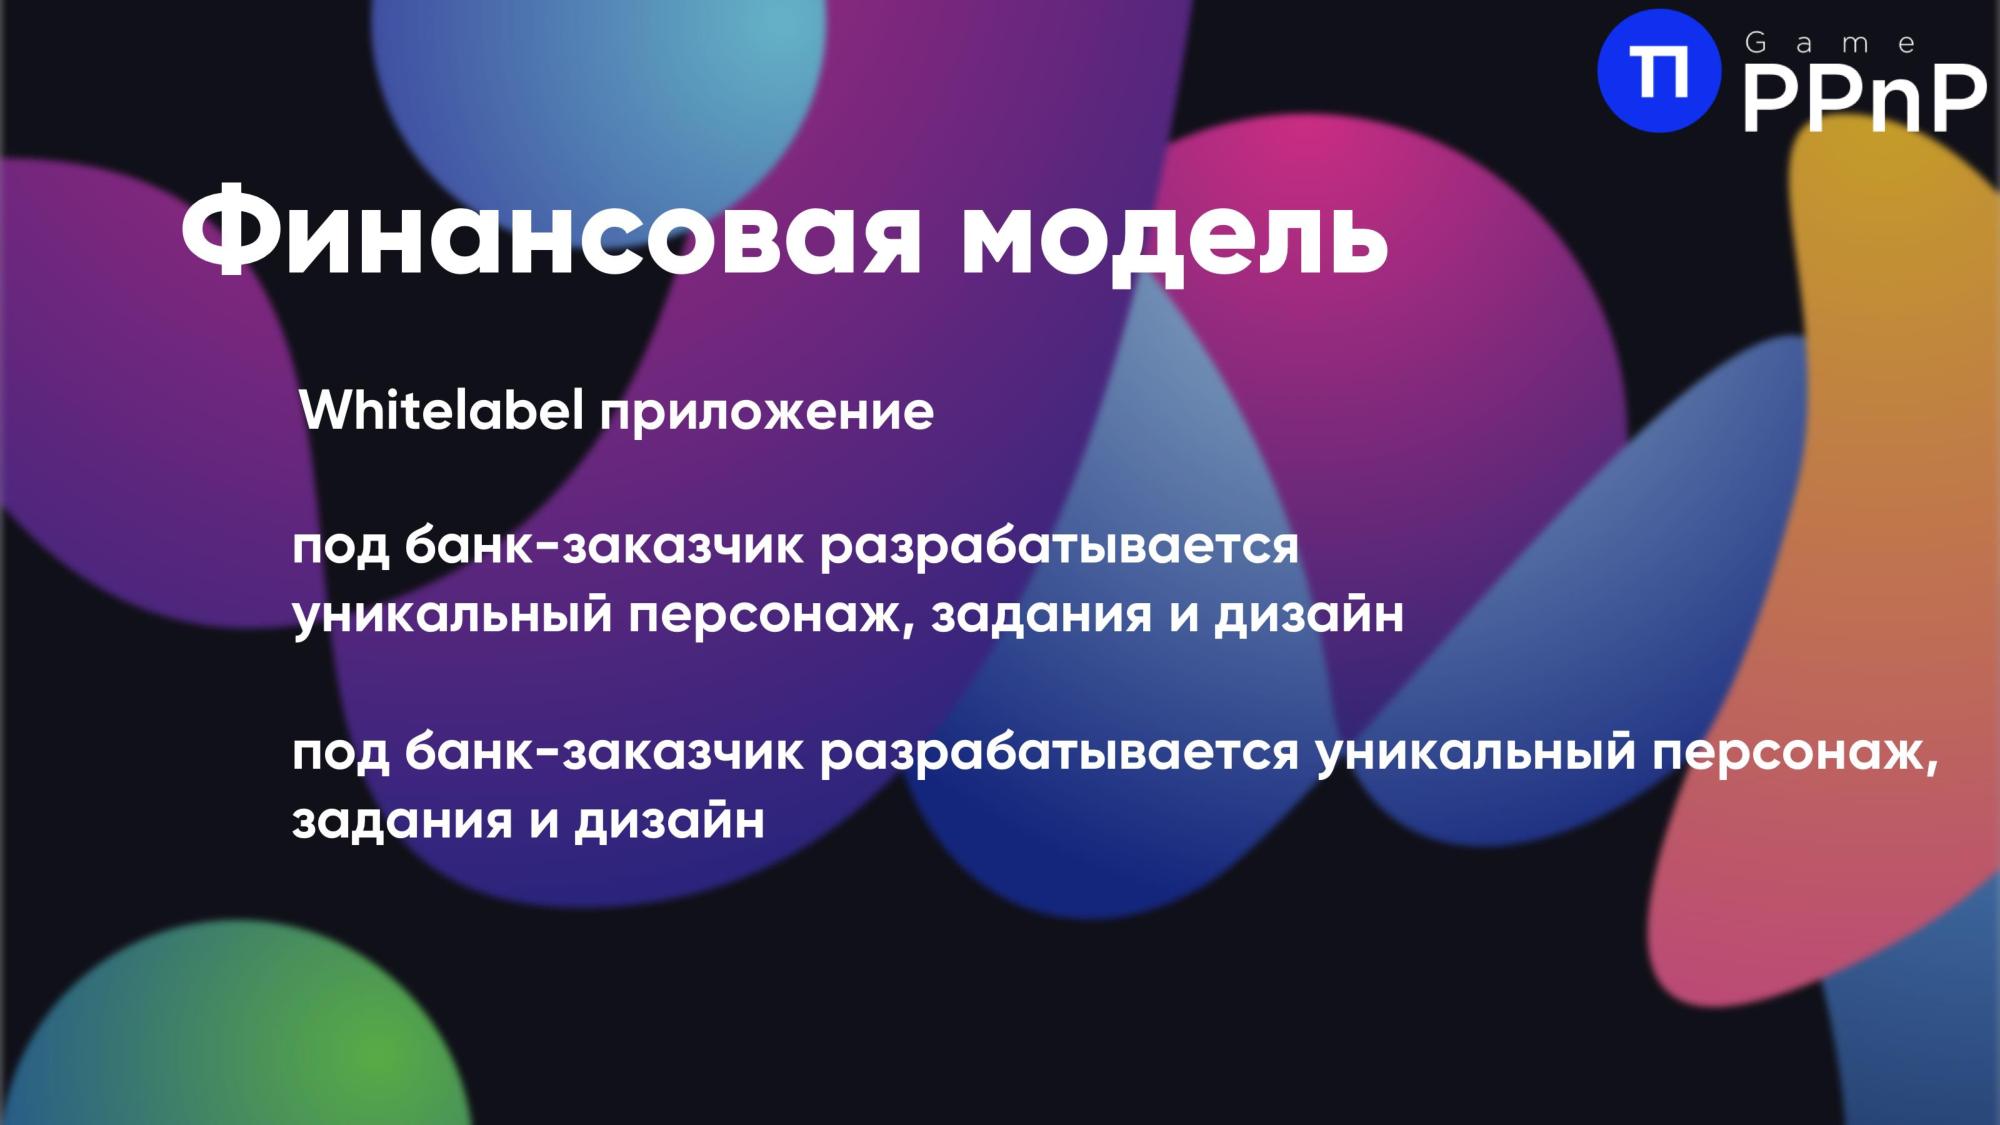 П
Game
PPnP
Финансовая модель
Whitelabel приложение
под банк-заказчик разрабатывается
уникальный персонаж, задания и дизайн
под банк-заказчик разрабатывается уникальный персонаж,
задания и дизайн